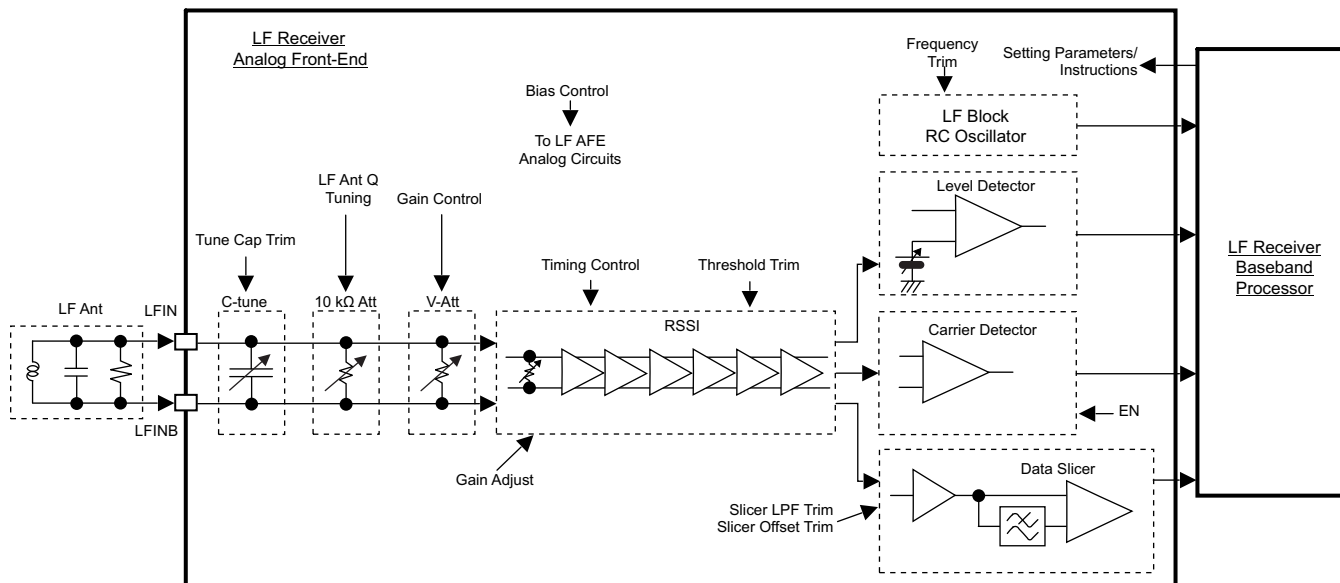 LF Receiver
Analog Front-End
Frequency
Trim
Setting Parameters/
Instructions
Bias Control
To LF AFE
Analog Circuits
LF Block
RC Oscillator
LF Ant Q
Tuning
Gain Control
Level Detector
Tune Cap Trim
Timing Control
Threshold Trim
LF Receiver
Baseband
Processor
LF Ant
LFIN
C-tune
10 kΩ Att
V-Att
RSSI
Carrier Detector
LFINB
EN
Gain Adjust
Data Slicer
Slicer LPF Trim
Slicer Offset Trim